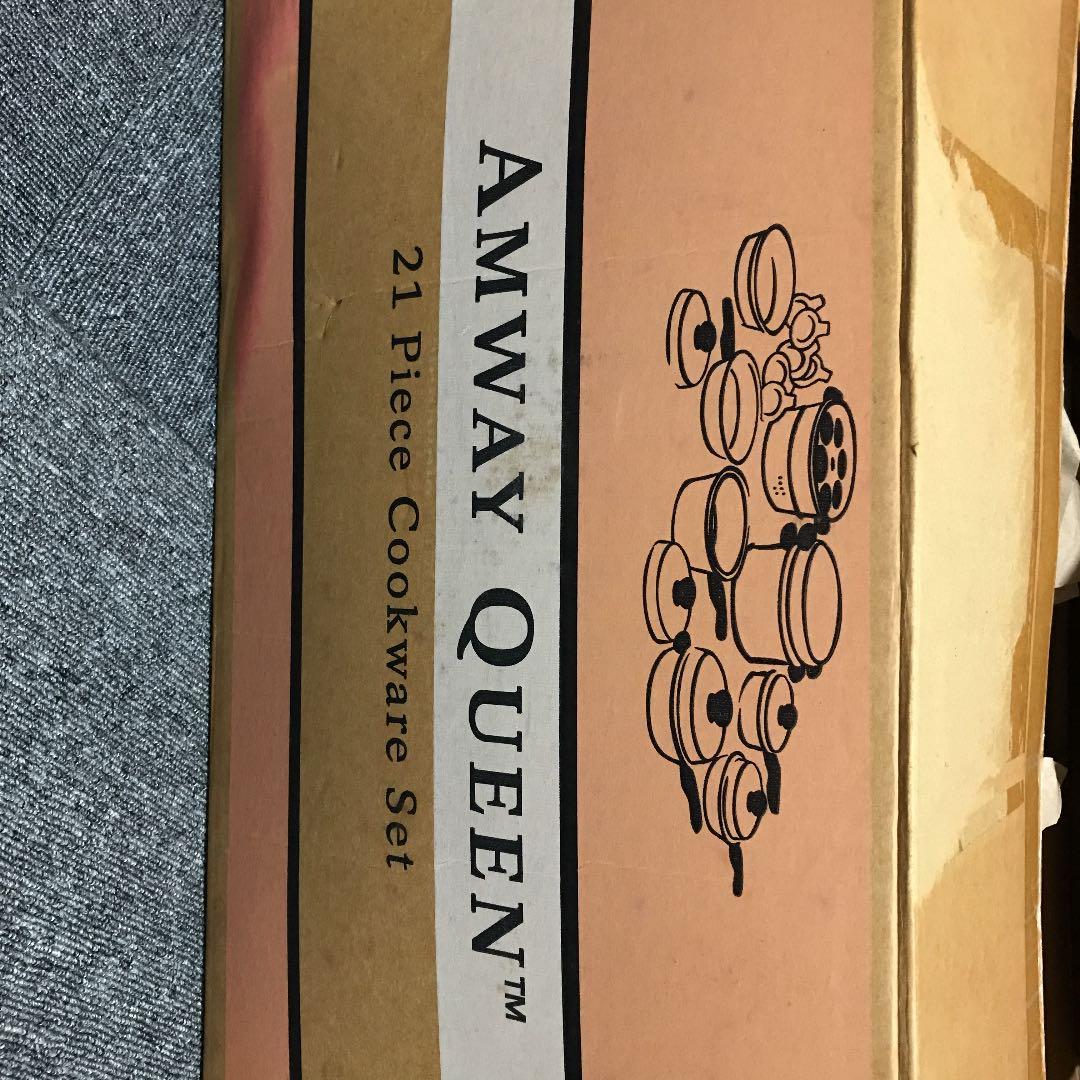 AMWAY QUEEN™
21 Piece Cookware Set